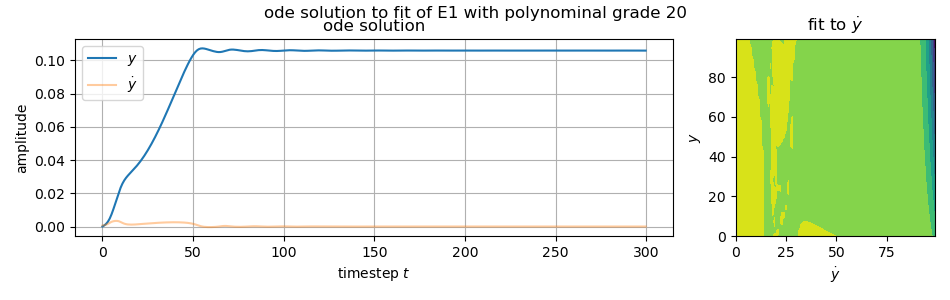 ode solution to fit of E1 with polynominal grade 20
ode solution
fit to ẏ
y
ẏ
amplitude
0.10
0.08
0.06
0.04
0.02
0.00
0
50
100
150
200
250
300
timestep t
y
80
60
40
20
0
0
25
50
75
ẏ